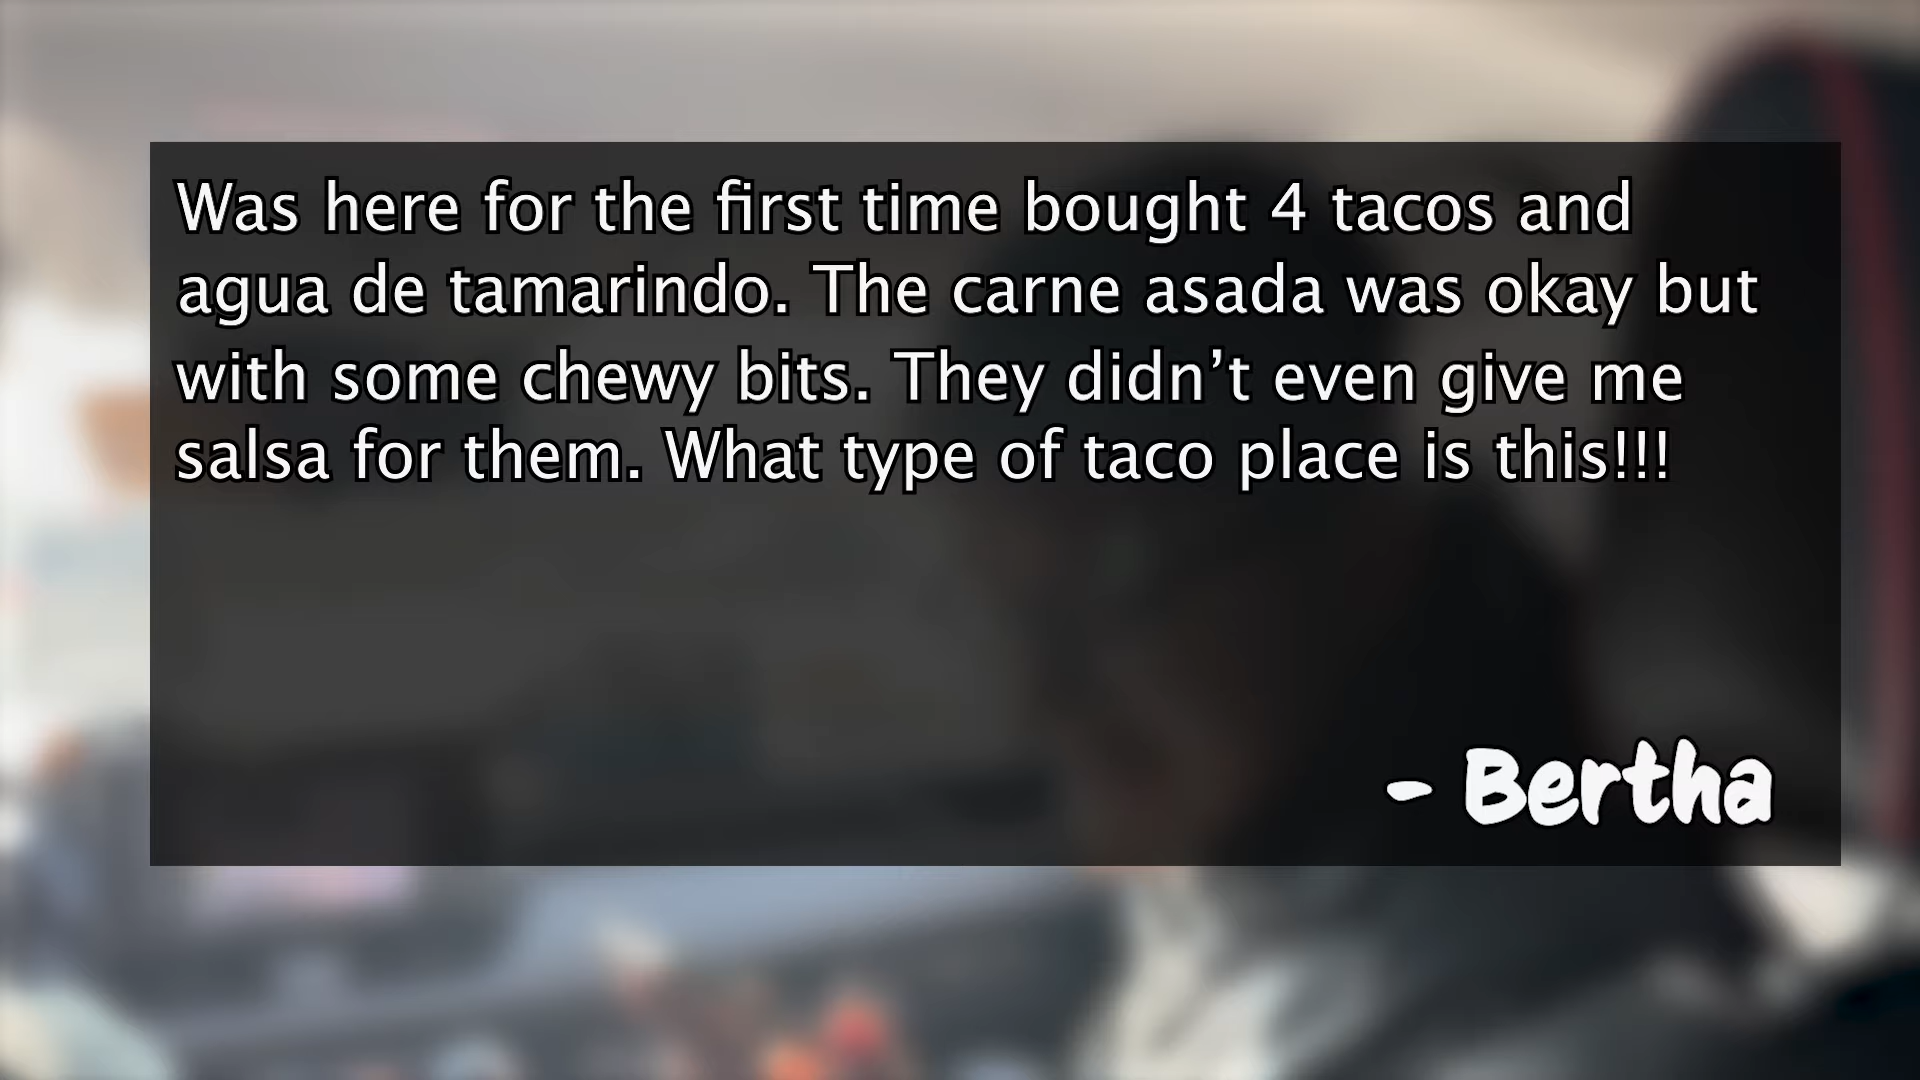 Was here for the first time bought 4 tacos and
agua de tamarindo. The carne asada was okay but
with some chewy bits. They didn’t even give me
salsa for them. What type of taco place is this!!!
- Bertha